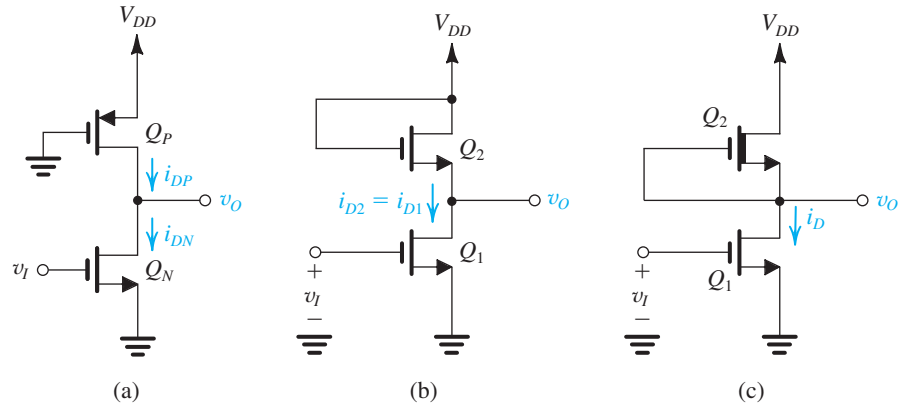 V_DD
Q_P
i_DP
v_O
i_DN
v_I
Q_N
(a)
V_DD
Q_2
i_D2 = i_D1
v_O
Q_1
+
v_I
−
(b)
V_DD
Q_2
v_O
i_D
Q_1
+
v_I
−
(c)